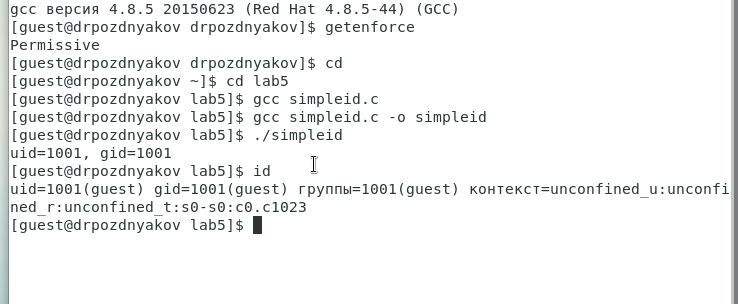 gcc версия 4.8.5 20150623 (Red Hat 4.8.5-44) (GCC)
[guest@drpozdnyakov drpozdnyakov]$ getenforce
Permissive
[guest@drpozdnyakov drpozdnyakov]$ cd
[guest@drpozdnyakov ~]$ cd lab5
[guest@drpozdnyakov lab5]$ gcc simpleid.c
[guest@drpozdnyakov lab5]$ gcc simpleid.c -o simpleid
[guest@drpozdnyakov lab5]$ ./simpleid
uid=1001, gid=1001
[guest@drpozdnyakov lab5]$ id
uid=1001(guest) gid=1001(guest) группы=1001(guest) контекст=unconfined_u:unconfi
ned_r:unconfined_t:s0-s0:c0.c1023
[guest@drpozdnyakov lab5]$